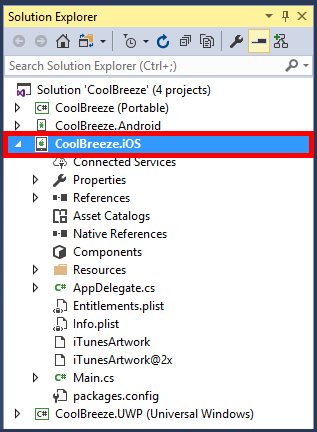 Solution Explorer
Search Solution Explorer (Ctrl+;)
Solution 'CoolBreeze' (4 projects)
C# CoolBreeze (Portable)
CoolBreeze.Android
CoolBreeze.iOS
Connected Services
Properties
References
Asset Catalogs
Native References
Components
Resources
C# AppDelegate.cs
Entitlements.plist
Info.plist
iTunesArtwork
iTunesArtwork@2x
C# Main.cs
packages.config
C# CoolBreeze.UWP (Universal Windows)